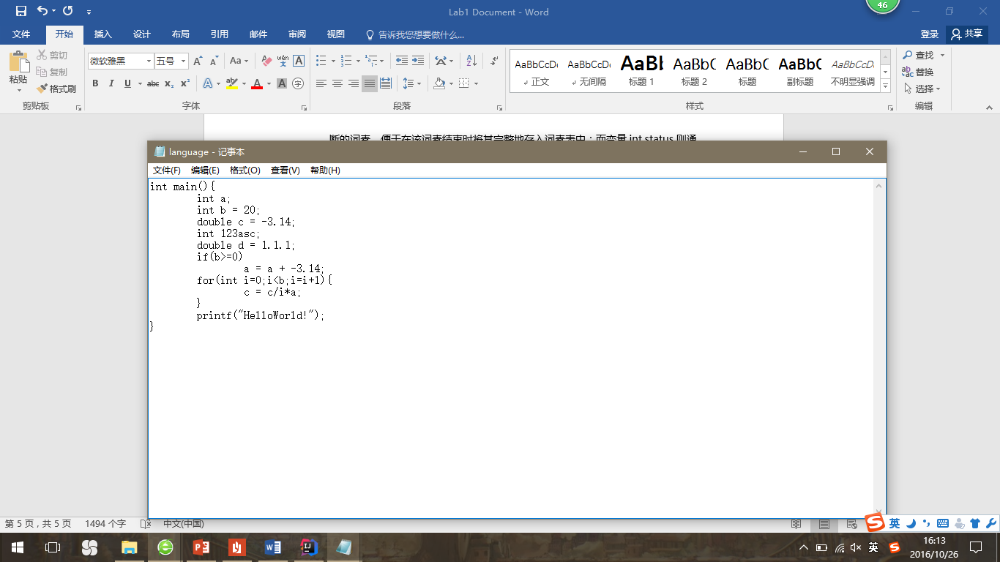 46
Lab1 Document - Word
文件 开始 插入 设计 布局 引用 邮件 审阅 视图 告诉我您想要做什么... 登录 共享
粘贴 剪切 复制 格式刷
微软雅黑 五号 A A Aa wén A
B I U abc x₂ x² A aby A A 字
AaBbCcDc AaBbCcDc AaBb AaBbC AaBbC AaBbC AaBbCcD.
正文 无间隔 标题 1 标题 2 标题 副标题 不明显强调
查找 替换 选择
剪贴板 字体 段落 样式 编辑
断的词素，便于在该词素结束时将其完整地存入词素表中；而变量 int status 则通
language - 记事本
文件(F) 编辑(E) 格式(O) 查看(V) 帮助(H)
int main(){
int a;
int b = 20;
double c = -3.14;
int 123asc;
double d = 1.1.1;
if(b>=0)
a = a + -3.14;
for(int i=0;i<b;i=i+1){
c = c/i*a;
}
printf("HelloWorld!");
}
第 5 页，共 5 页 1494 个字 中文(中国)
英
英 16:13
2016/10/26